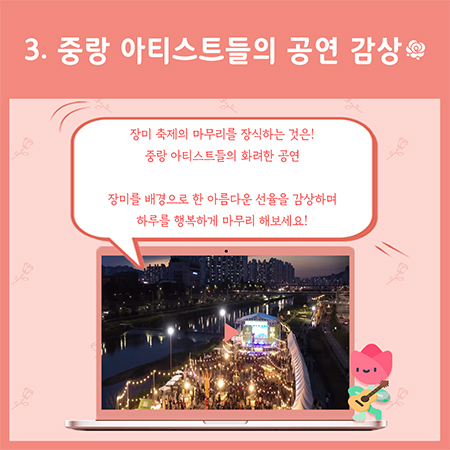 3. 중랑 아티스트들의 공연 감상
장미 축제의 마무리를 장식하는 것은!
중랑 아티스트들의 화려한 공연
장미를 배경으로 한 아름다운 선율을 감상하며
하루를 행복하게 마무리 해보세요!